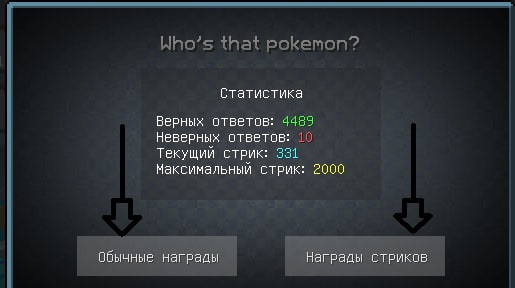 Who's that pokemon?
Статистика
Верных ответов: 4489
Неверных ответов: 10
Текущий стрик: 331
Максимальный стрик: 2000
Обычные награды
Награды стриков